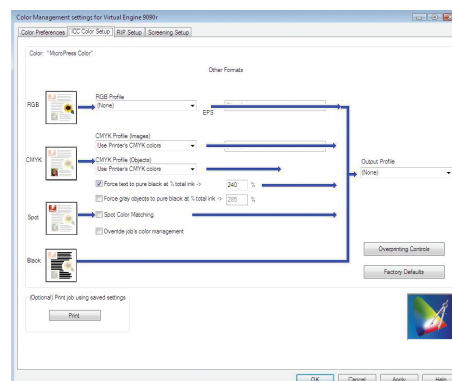 Color Management settings for Virtual Engine 9090r
Color Preferences ICC Color Setup RIP Setup Screening Setup
Color: "MicroPress Color"
Other Formats
RGB
RGB Profile
(None)
EPS
CMYK Profile (Images)
Use Printer's CMYK colors
CMYK
CMYK Profile (Objects)
Use Printer's CMYK colors
Output Profile
(None)
Force text to pure black at % total ink -> 240 %
Force gray objects to pure black at % total ink -> 285 %
Spot
Spot Color Matching
Override job's color management
Overprinting Controls
Black
Factory Defaults
(Optional) Print job using saved settings
Print
OK Cancel Apply Help